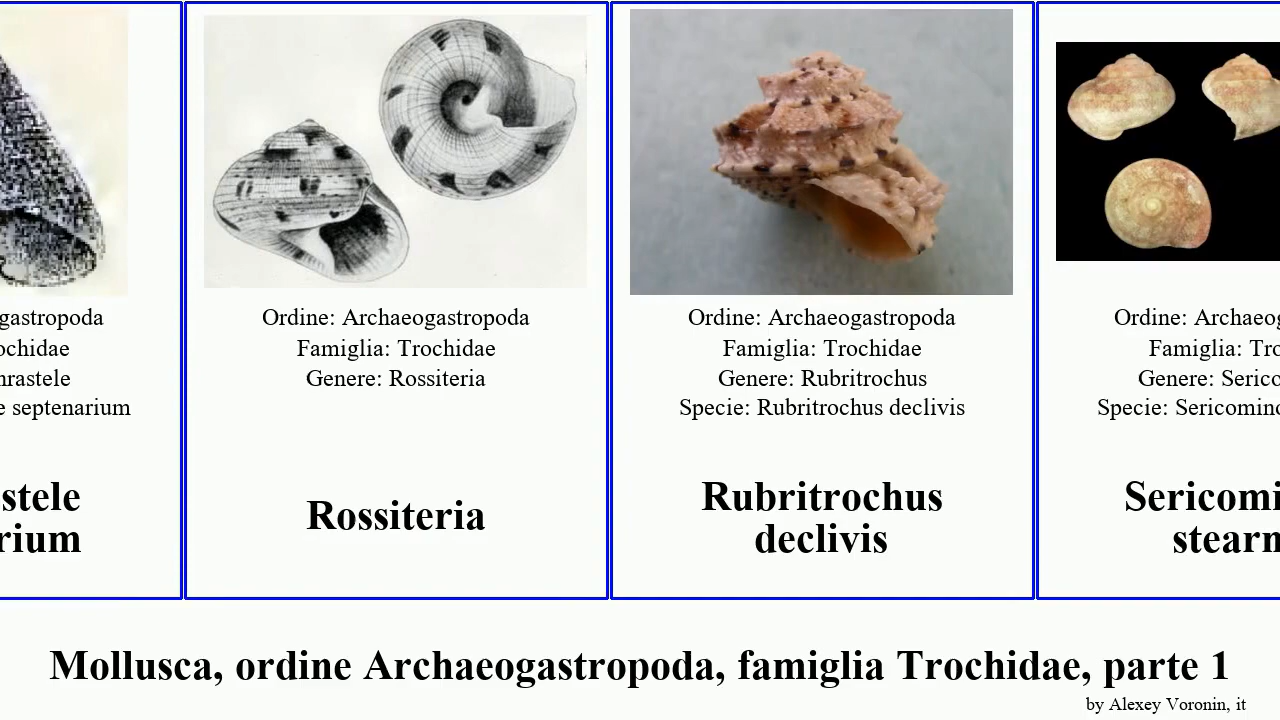 gastropoda
ochidae
nrastele
e septenarium
stele
rium
Ordine: Archaeogastropoda
Famiglia: Trochidae
Genere: Rossiteria
Rossiteria
Ordine: Archaeogastropoda
Famiglia: Trochidae
Genere: Rubritrochus
Specie: Rubritrochus declivis
Rubritrochus
declivis
Ordine: Archaeog
Famiglia: Tro
Genere: Serico
Specie: Sericomino
Sericomi
stearn
Mollusca, ordine Archaeogastropoda, famiglia Trochidae, parte 1
by Alexey Voronin, it